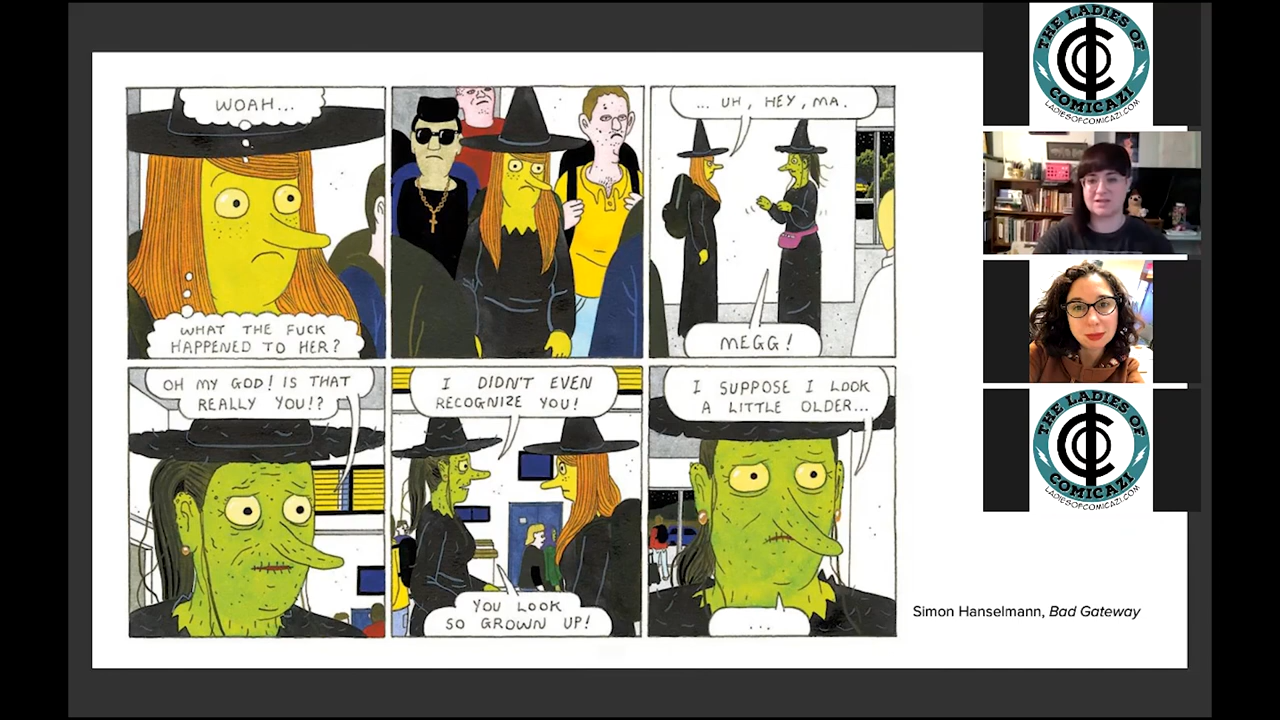 WOAH...
WHAT THE FUCK
HAPPENED TO HER?
... UH, HEY, MA.
MEGG!
OH MY GOD! IS THAT
REALLY YOU!?
I DIDN'T EVEN
RECOGNIZE YOU!
YOU LOOK
SO GROWN UP!
I SUPPOSE I LOOK
A LITTLE OLDER...
...
Simon Hanselmann, Bad Gateway
THE LADIES OF
COMICAZI
LADIESOFCOMICAZI.COM
THE LADIES OF
COMICAZI
LADIESOFCOMICAZI.COM